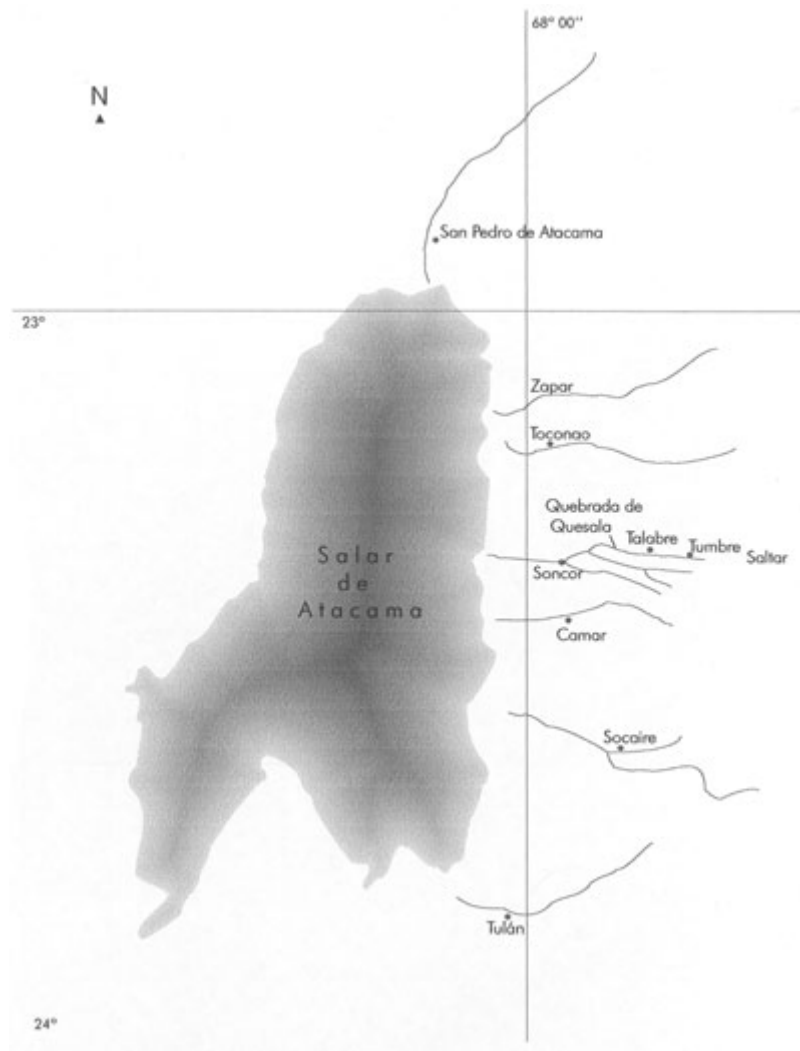 68° 00''
N
San Pedro de Atacama
23°
Zapar
Toconao
Quebrada de
Quesala
Talabre
Tumbre
Saltar
Soncor
Salar
de
Atacama
Camar
Socaire
Tulán
24°